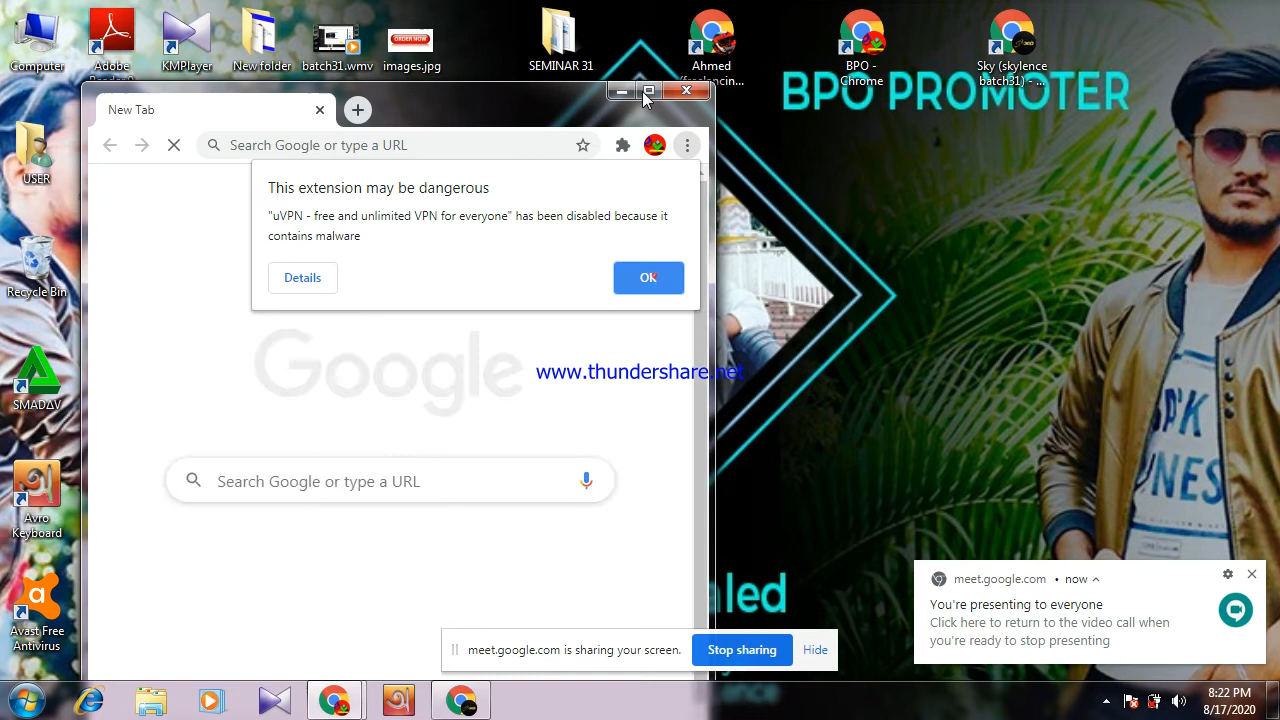 Computer
Adobe
Reader 9
KMPlayer
New folder
batch31.wmv
ORDER NOW
images.jpg
SEMINAR 31
Ahmed
(freelancin...
BPO -
Chrome
Sky (skylence
batch31) - ...
BPO PROMOTER
New Tab
Search Google or type a URL
USER
This extension may be dangerous
"uVPN - free and unlimited VPN for everyone" has been disabled because it
contains malware
Details
OK
Recycle Bin
Google
www.thundershare.net
SMADAV
Search Google or type a URL
Avro
Keyboard
Avast Free
Antivirus
meet.google.com • now
You're presenting to everyone
Click here to return to the video call when
you're ready to stop presenting
meet.google.com is sharing your screen.
Stop sharing
Hide
8:22 PM
8/17/2020